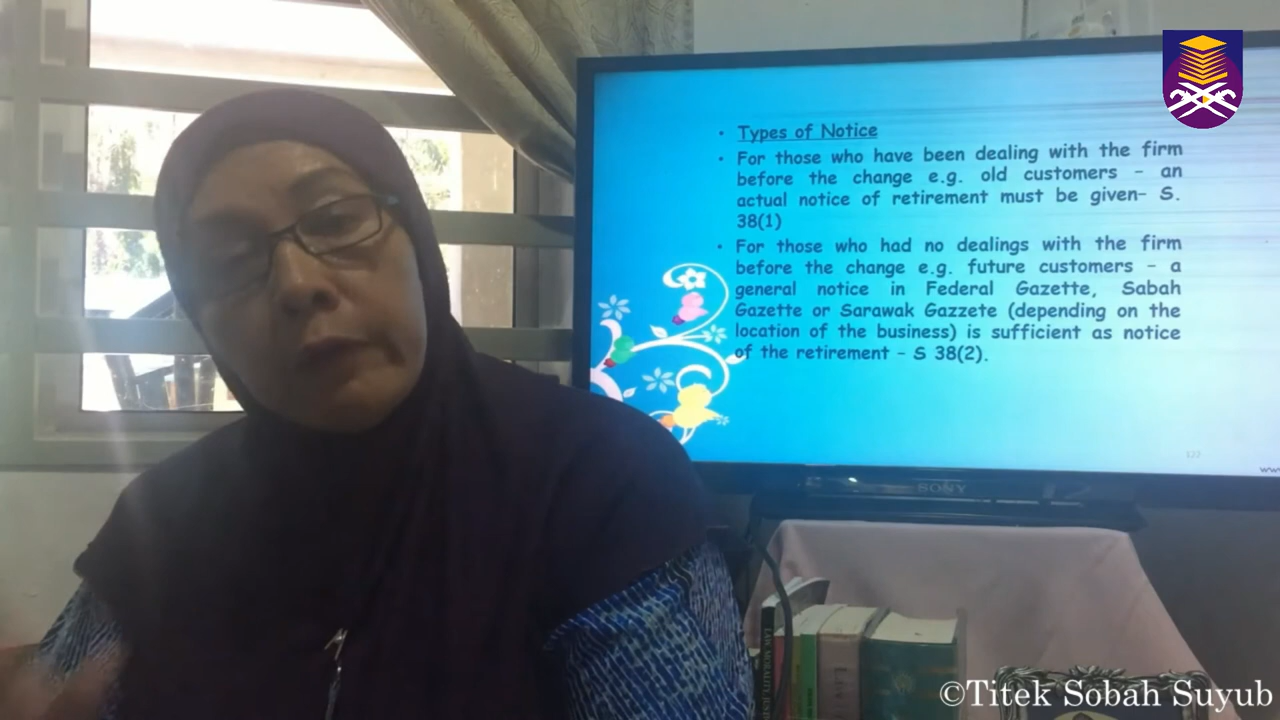 • Types of Notice
• For those who have been dealing with the firm
before the change e.g. old customers – an
actual notice of retirement must be given– S.
38(1)
• For those who had no dealings with the firm
before the change e.g. future customers – a
general notice in Federal Gazette, Sabah
Gazette or Sarawak Gazzete (depending on the
location of the business) is sufficient as notice
of the retirement – S 38(2).
122
www
SONY
©Titek Sobah Suyub